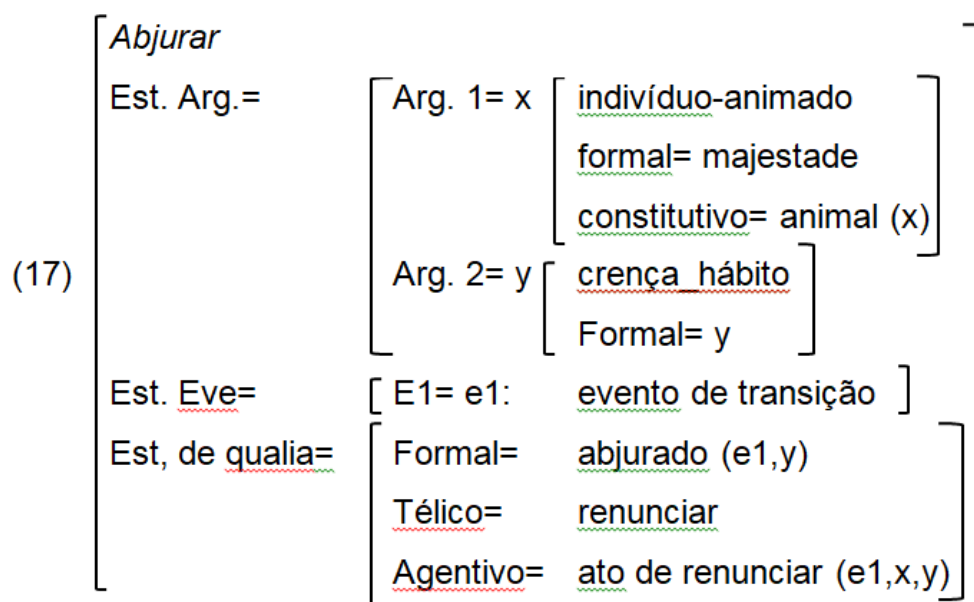 Abjurar
Est. Arg.= Arg. 1= x indivíduo-animado
formal= majestade
constitutivo= animal (x)
(17) Arg. 2= y crença_hábito
Formal= y
Est. Eve= E1= e1: evento de transição
Est, de qualia= Formal= abjurado (e1,y)
Télico= renunciar
Agentivo= ato de renunciar (e1,x,y)